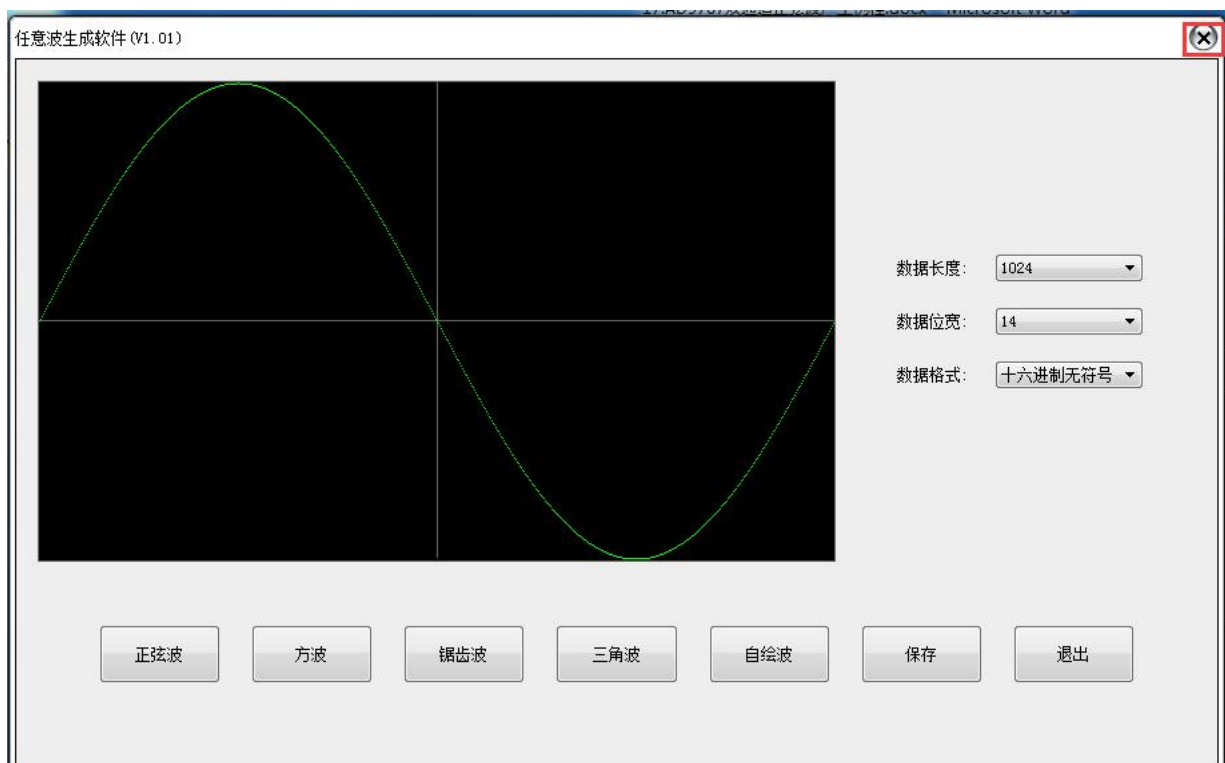 任意波生成软件(V1.01)
数据长度: 1024
数据位宽: 14
数据格式: 十六进制无符号
正弦波 方波 锯齿波 三角波 自绘波 保存 退出